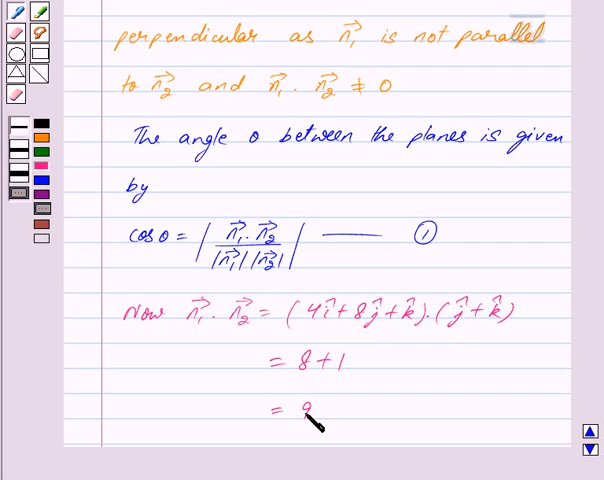 perpendicular as n⃗₁ is not parallel
to n⃗₂ and n⃗₁ . n⃗₂ ≠ 0
The angle θ between the planes is given
by
cos θ = | n⃗₁ . n⃗₂ / |n⃗₁| |n⃗₂| | —— ①
Now n⃗₁ . n⃗₂ = (4î + 8ĵ + k̂) . (ĵ + k̂)
= 8 + 1
= 9